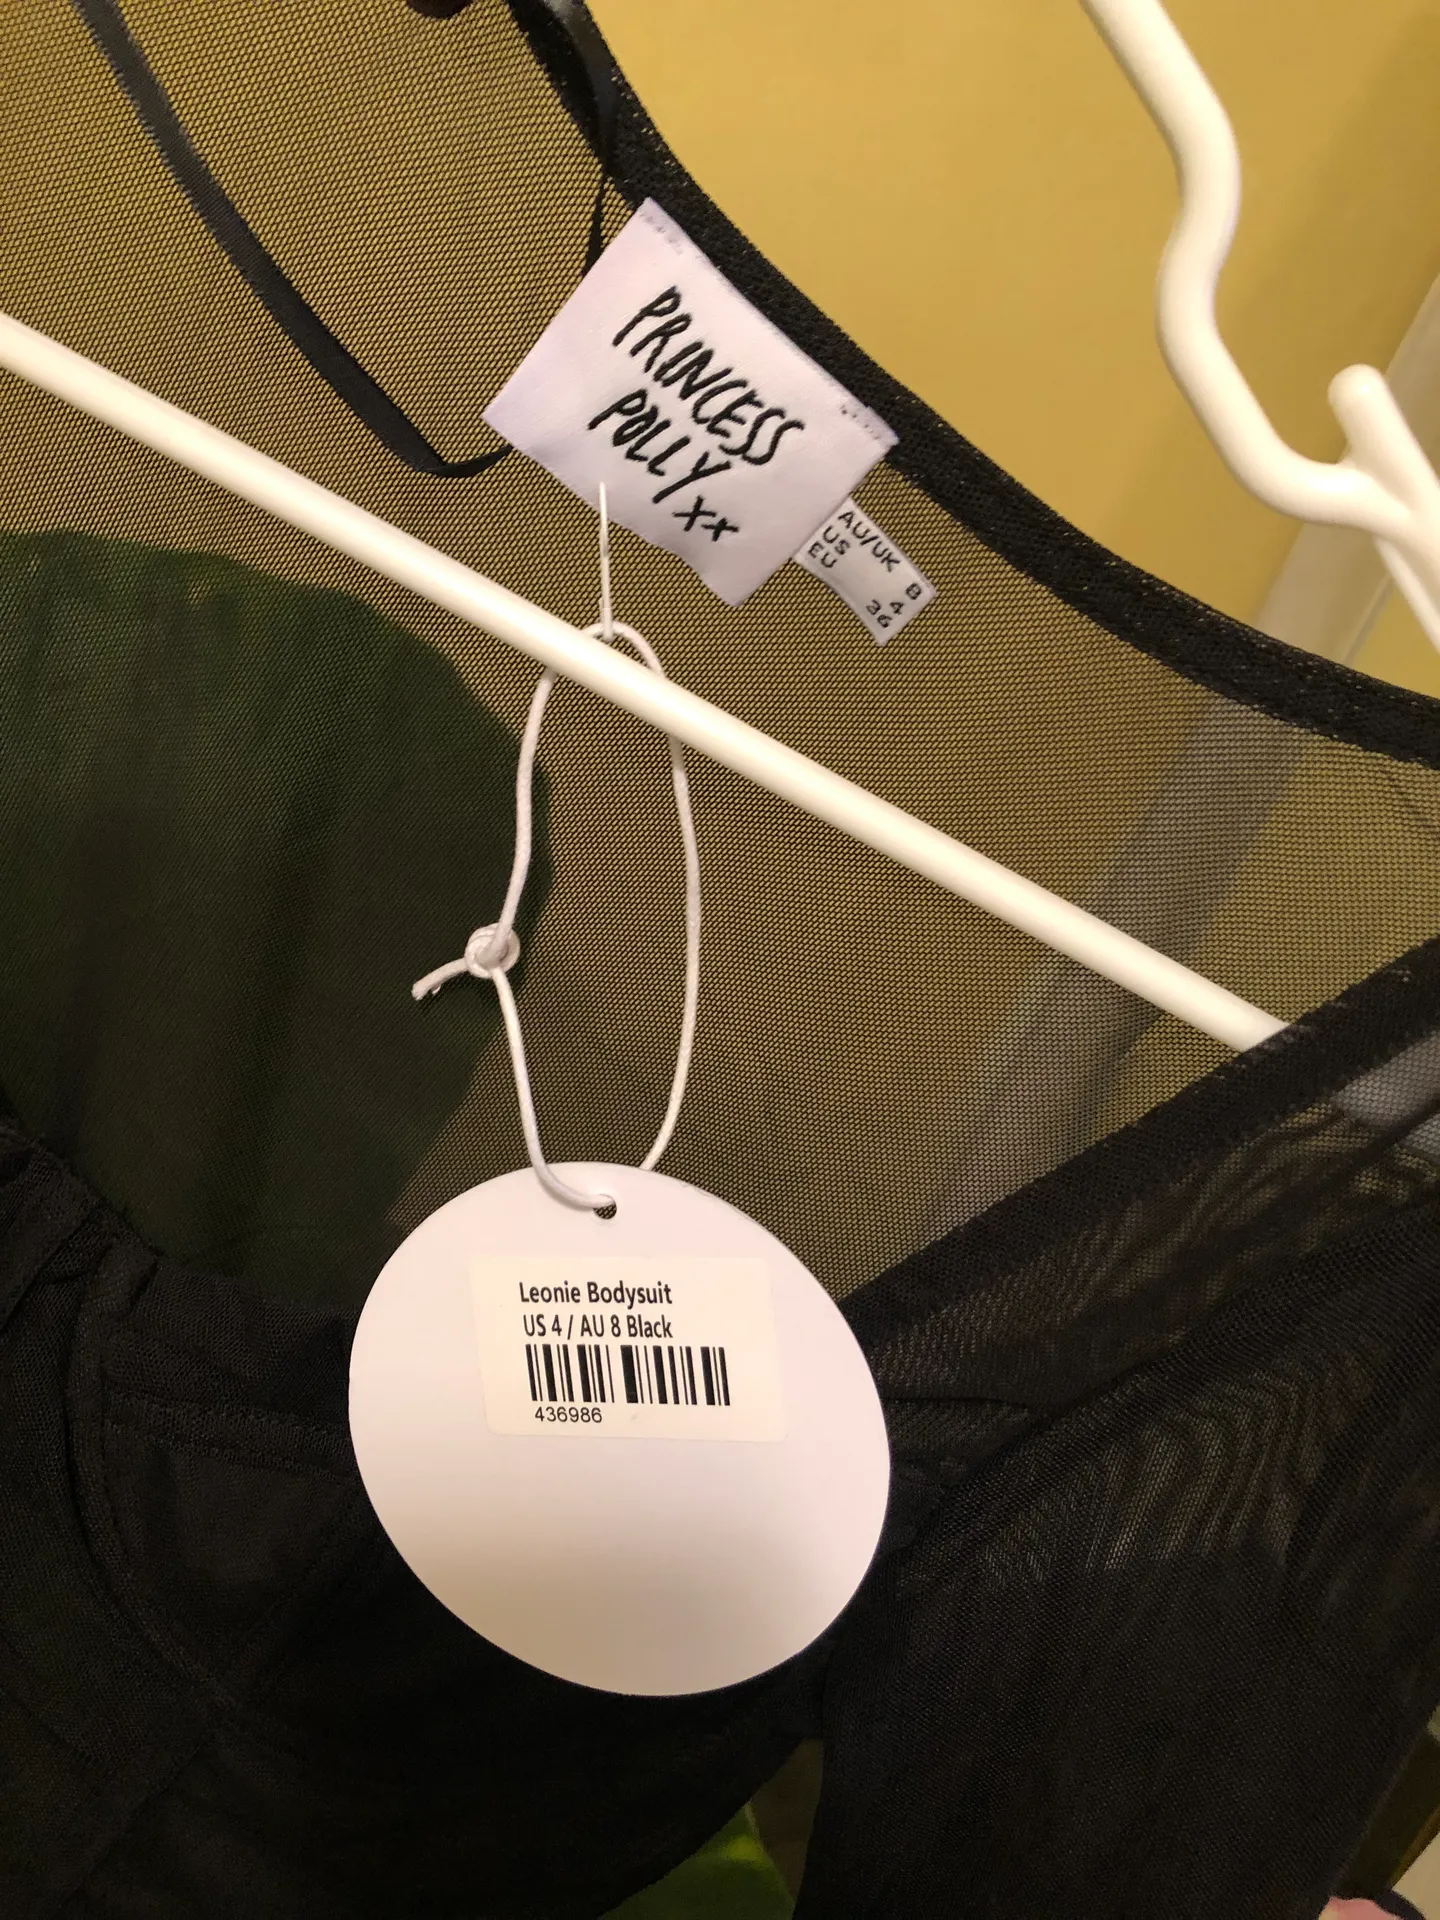 PRINCESS
POLLY xx
AU/UK 8
US 4
EU 36
Leonie Bodysuit
US 4 / AU 8 Black
436986